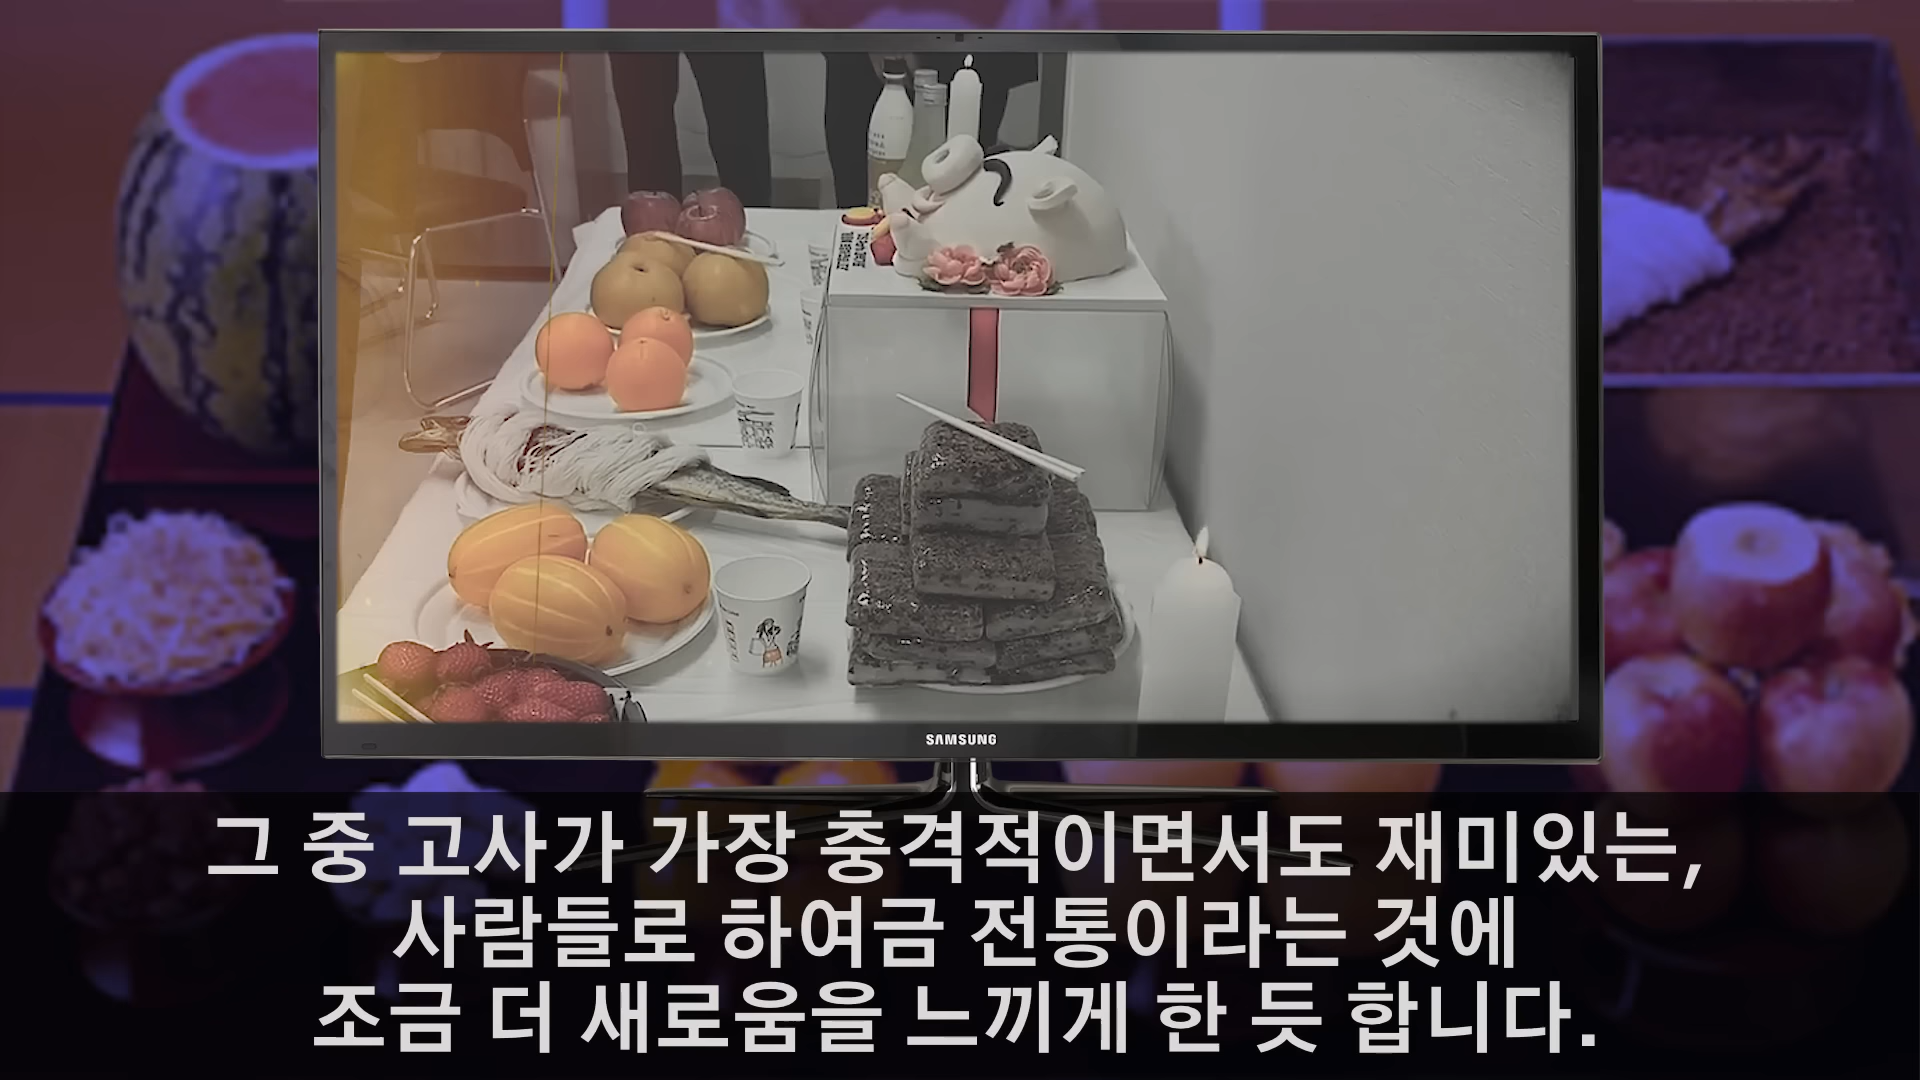 SAMSUNG
그 중 고사가 가장 충격적이면서도 재미있는,
사람들로 하여금 전통이라는 것에
조금 더 새로움을 느끼게 한 듯 합니다.